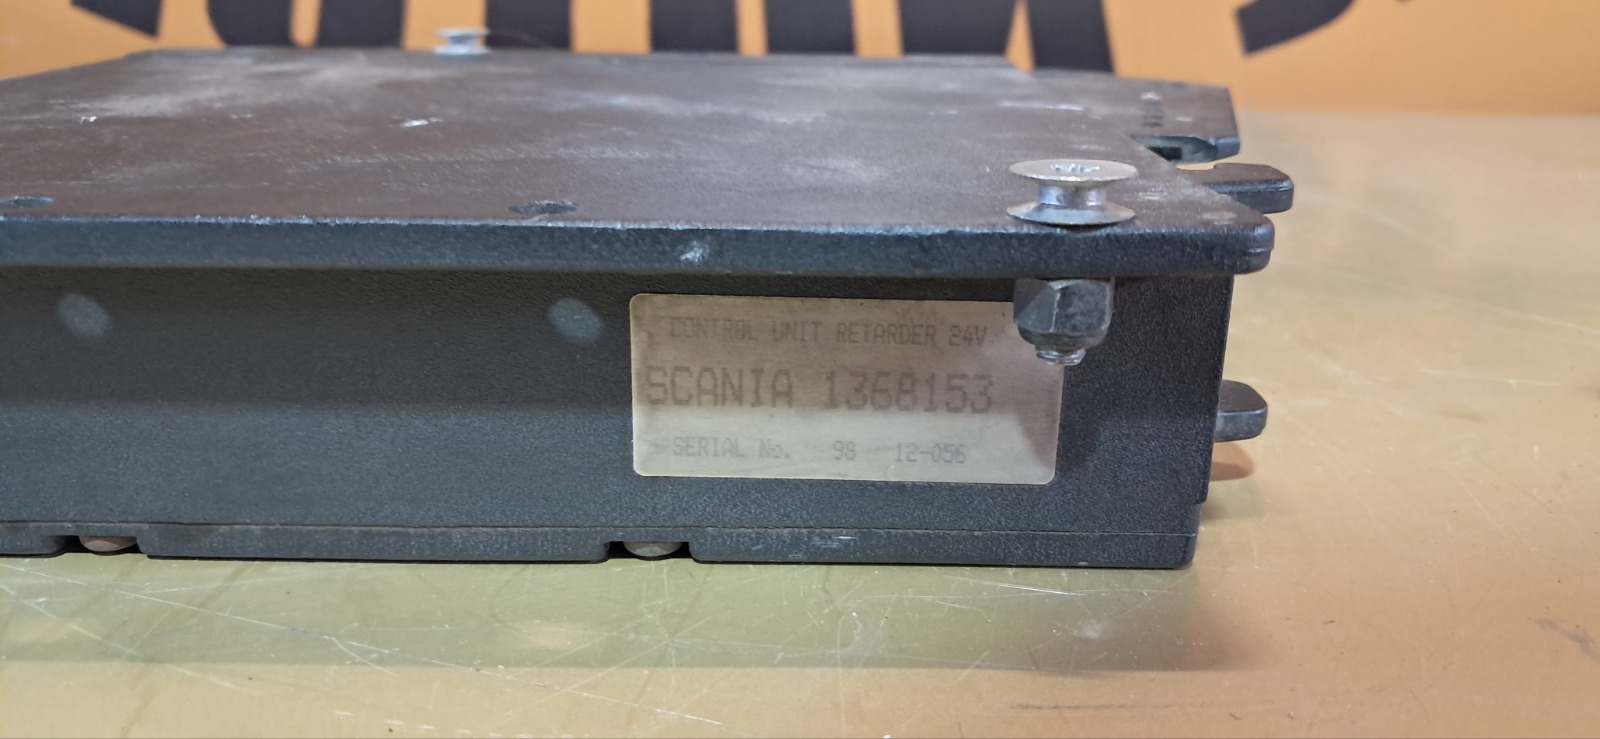 CONTROL UNIT RETARDER 24V
SCANIA 1368153
SERIAL No. 98 12-056